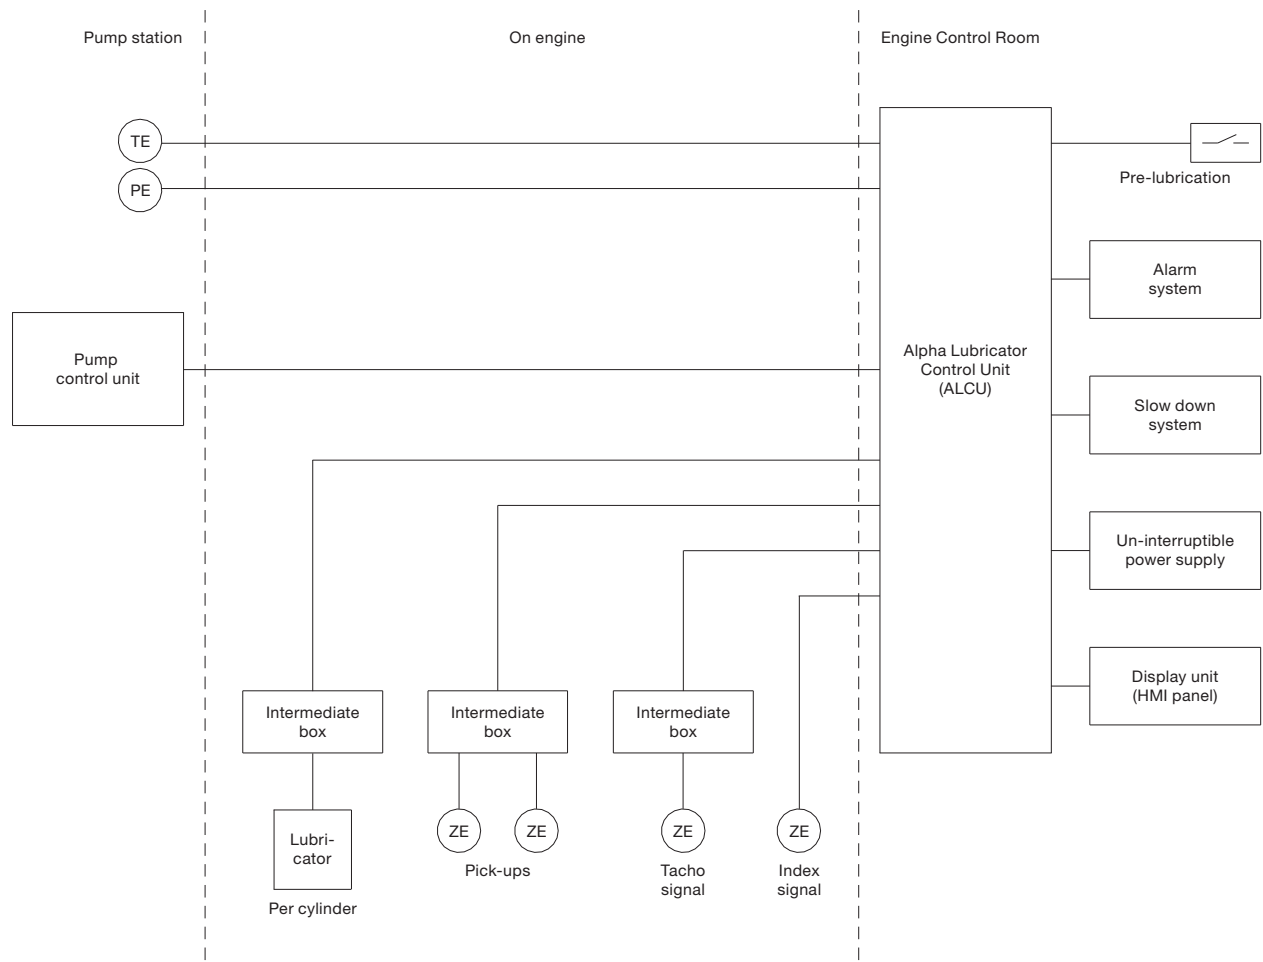 Pump station
On engine
Engine Control Room
TE
PE
Pre-lubrication
Alarm
system
Pump
control unit
Alpha Lubricator
Control Unit
(ALCU)
Slow down
system
Un-interruptible
power supply
Display unit
(HMI panel)
Intermediate
box
Intermediate
box
Intermediate
box
Lubri-
cator
Per cylinder
ZE
ZE
Pick-ups
ZE
Tacho
signal
ZE
Index
signal